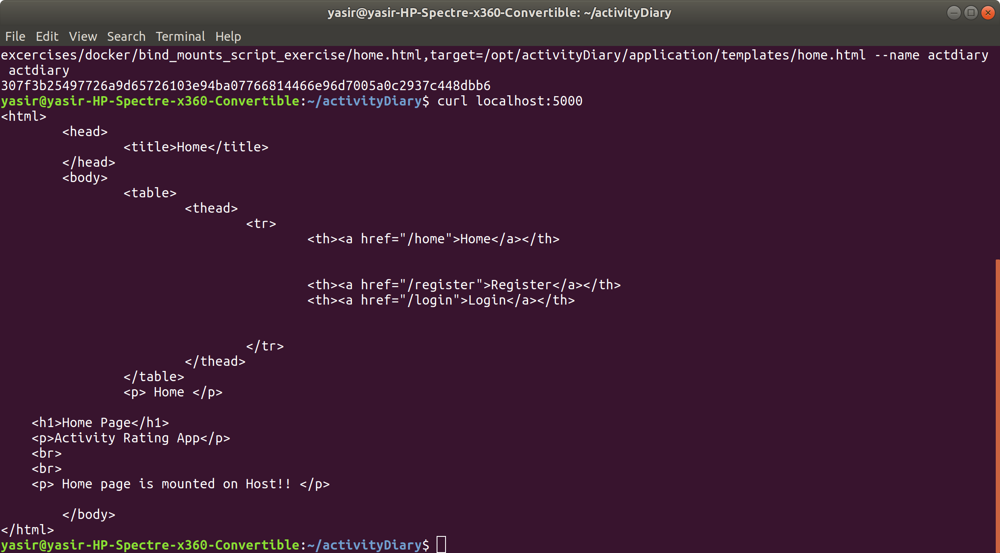 yasir@yasir-HP-Spectre-x360-Convertible: ~/activityDiary
File Edit View Search Terminal Help
excercises/docker/bind_mounts_script_exercise/home.html,target=/opt/activityDiary/application/templates/home.html --name actdiary
 actdiary
307f3b25497726a9d65726103e94ba07766814466e96d7005a0c2937c448dbb6
yasir@yasir-HP-Spectre-x360-Convertible:~/activityDiary$ curl localhost:5000
<html>
        <head>
                <title>Home</title>
        </head>
        <body>
                <table>
                        <thead>
                                <tr>
                                        <th><a href="/home">Home</a></th>
                                        <th><a href="/register">Register</a></th>
                                        <th><a href="/login">Login</a></th>
                                </tr>
                        </thead>
                </table>
                <p> Home </p>
    <h1>Home Page</h1>
    <p>Activity Rating App</p>
    <br>
    <br>
    <p> Home page is mounted on Host!! </p>
        </body>
</html>
yasir@yasir-HP-Spectre-x360-Convertible:~/activityDiary$